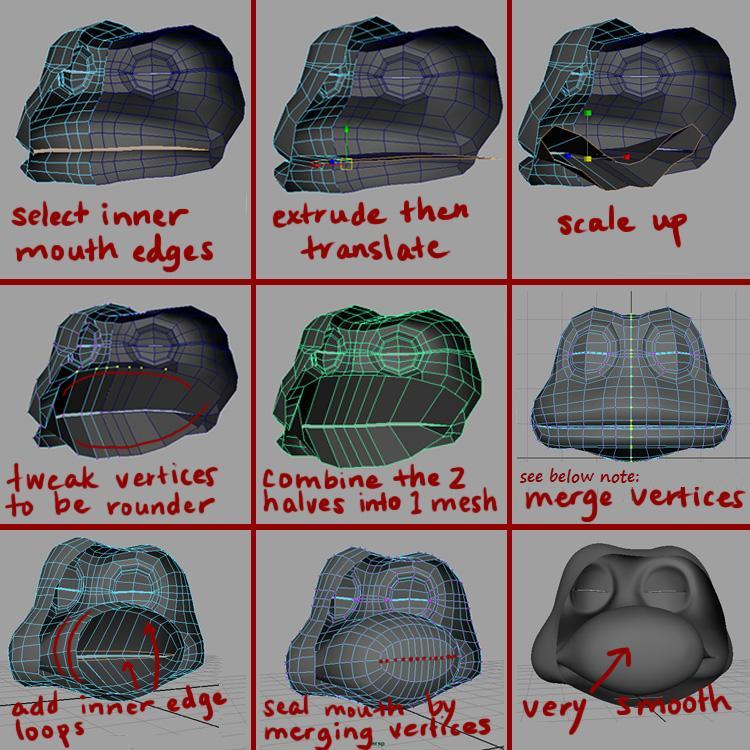 select inner
mouth edges
extrude then
translate
scale up
tweak vertices
to be rounder
combine the 2
halves into 1 mesh
see below note:
merge vertices
add inner edge
loops
seal mouth by
merging vertices
persp
very smooth